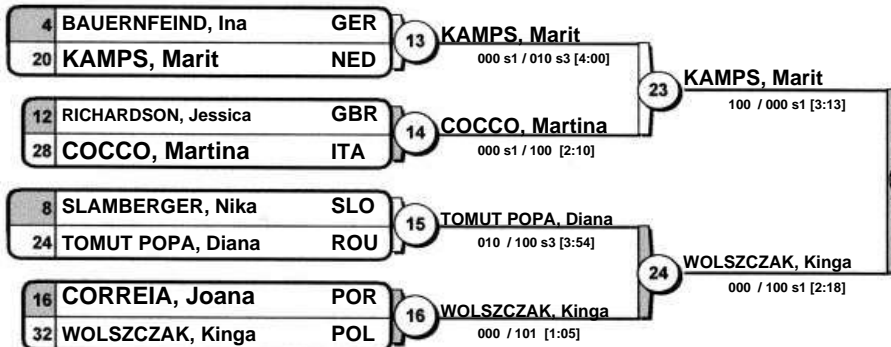 4 BAUERNFEIND, Ina GER
20 KAMPS, Marit NED
13 KAMPS, Marit
000 s1 / 010 s3 [4:00]
12 RICHARDSON, Jessica GBR
28 COCCO, Martina ITA
14 COCCO, Martina
000 s1 / 100 [2:10]
23 KAMPS, Marit
100 / 000 s1 [3:13]
8 SLAMBERGER, Nika SLO
24 TOMUT POPA, Diana ROU
15 TOMUT POPA, Diana
010 / 100 s3 [3:54]
16 CORREIA, Joana POR
32 WOLSZCZAK, Kinga POL
16 WOLSZCZAK, Kinga
000 / 101 [1:05]
24 WOLSZCZAK, Kinga
000 / 100 s1 [2:18]